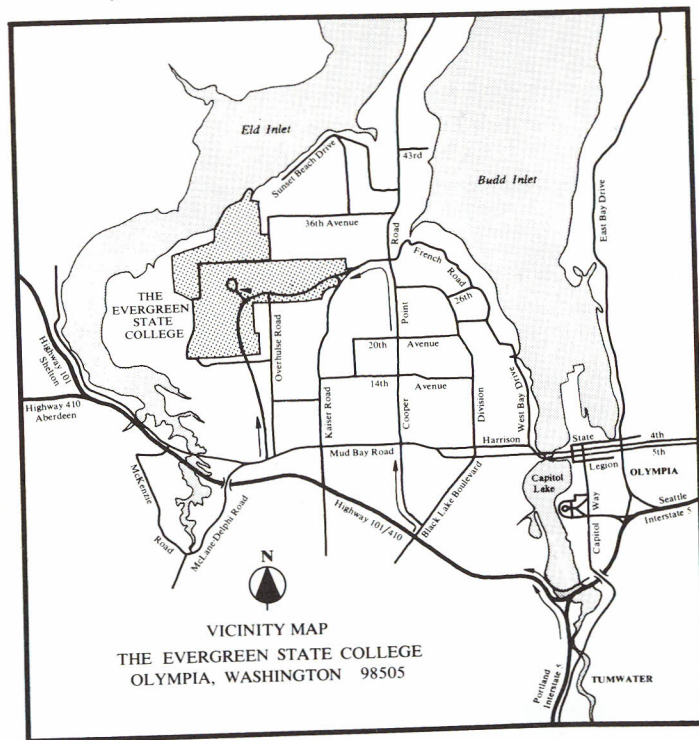 Eld Inlet
Budd Inlet
Sunset Beach Drive
43rd
36th Avenue
East Bay Drive
Road
French Road
26th
THE
EVERGREEN
STATE
COLLEGE
Point
Overhulse Road
20th Avenue
14th Avenue
Kaiser Road
Cooper
Division
West Bay Drive
Highway 101
Shelton
Highway 410
Aberdeen
Harrison
State
4th
5th
Mud Bay Road
Legion
OLYMPIA
McKenzie
Road
McLane-Delphi Road
Capitol
Lake
Black Lake Boulevard
Highway 101/410
Capitol Way
Seattle
Interstate 5
N
VICINITY MAP
THE EVERGREEN STATE COLLEGE
OLYMPIA, WASHINGTON 98505
Portland
Interstate 5
TUMWATER